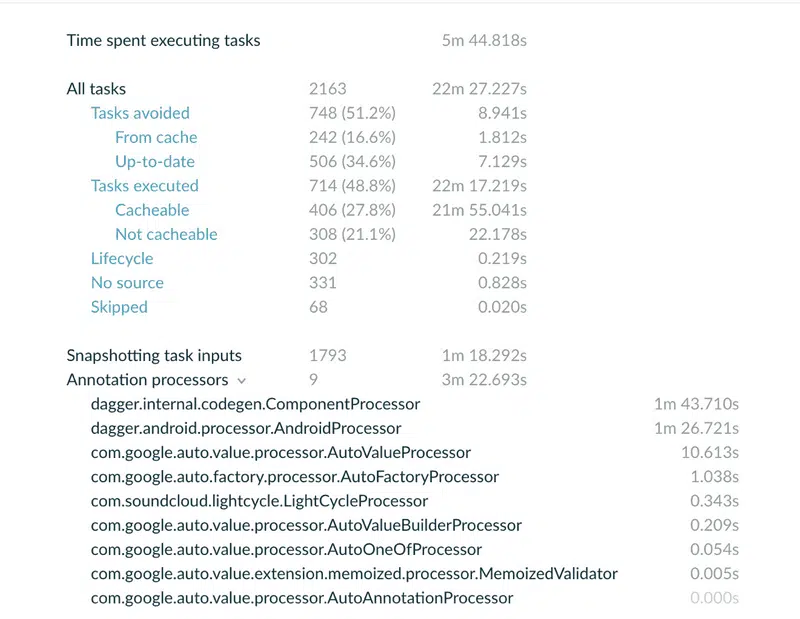 Time spent executing tasks 5m 44.818s
All tasks 2163 22m 27.227s
Tasks avoided 748 (51.2%) 8.941s
From cache 242 (16.6%) 1.812s
Up-to-date 506 (34.6%) 7.129s
Tasks executed 714 (48.8%) 22m 17.219s
Cacheable 406 (27.8%) 21m 55.041s
Not cacheable 308 (21.1%) 22.178s
Lifecycle 302 0.219s
No source 331 0.828s
Skipped 68 0.020s
Snapshotting task inputs 1793 1m 18.292s
Annotation processors 9 3m 22.693s
dagger.internal.codegen.ComponentProcessor 1m 43.710s
dagger.android.processor.AndroidProcessor 1m 26.721s
com.google.auto.value.processor.AutoValueProcessor 10.613s
com.google.auto.factory.processor.AutoFactoryProcessor 1.038s
com.soundcloud.lightcycle.LightCycleProcessor 0.343s
com.google.auto.value.processor.AutoValueBuilderProcessor 0.209s
com.google.auto.value.processor.AutoOneOfProcessor 0.054s
com.google.auto.value.extension.memoized.processor.MemoizedValidator 0.005s
com.google.auto.value.processor.AutoAnnotationProcessor 0.000s